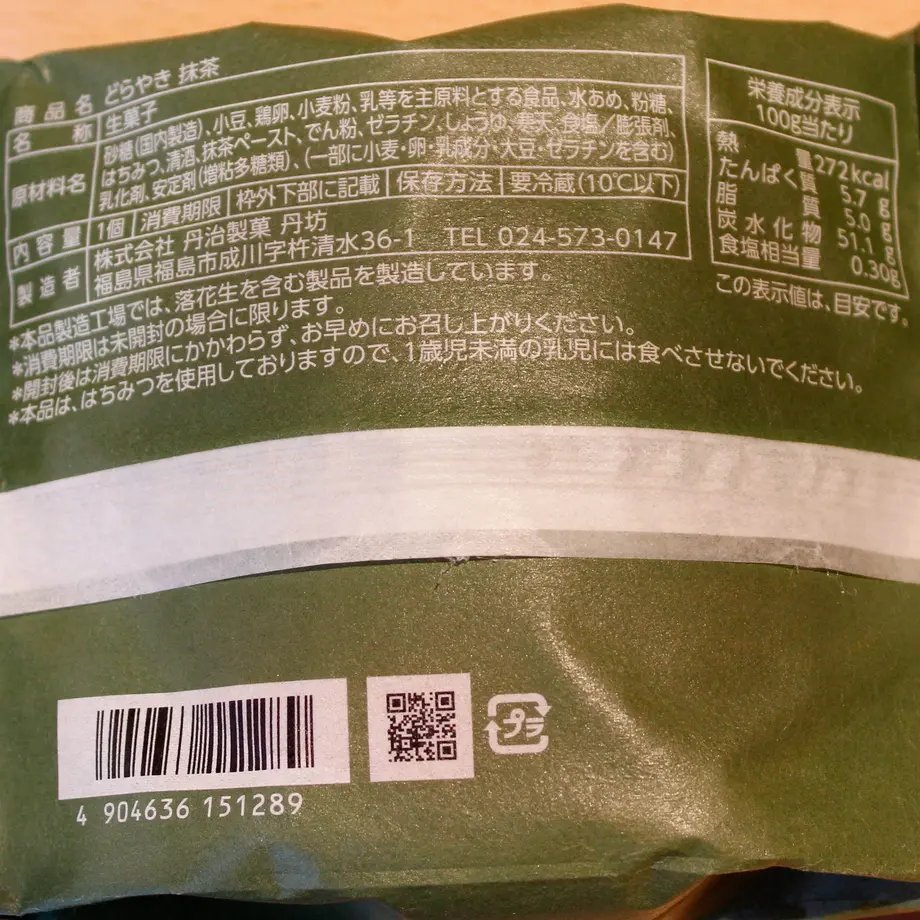 商品名 どらやき 抹茶
名称 生菓子
原材料名 砂糖(国内製造)、小豆、鶏卵、小麦粉、乳等を主原料とする食品、水あめ、粉糖、
はちみつ、清酒、抹茶ペースト、でん粉、ゼラチン、しょうゆ、寒天、食塩/膨張剤、
乳化剤、安定剤(増粘多糖類)、(一部に小麦・卵・乳成分・大豆・ゼラチンを含む)
内容量 1個 消費期限 枠外下部に記載 保存方法 要冷蔵(10℃以下)
製造者 株式会社 丹治製菓 丹坊
福島県福島市成川字杵清水36-1 TEL 024-573-0147
*本品製造工場では、落花生を含む製品を製造しています。
*消費期限は未開封の場合に限ります。
*開封後は消費期限にかかわらず、お早めにお召し上がりください。
*本品は、はちみつを使用しておりますので、1歳児未満の乳児には食べさせないでください。
栄養成分表示
100g当たり
熱量 272kcal
たんぱく質 5.7g
脂質 5.0g
炭水化物 51.1g
食塩相当量 0.30g
この表示値は、目安です。
4 904636 151289
プラ